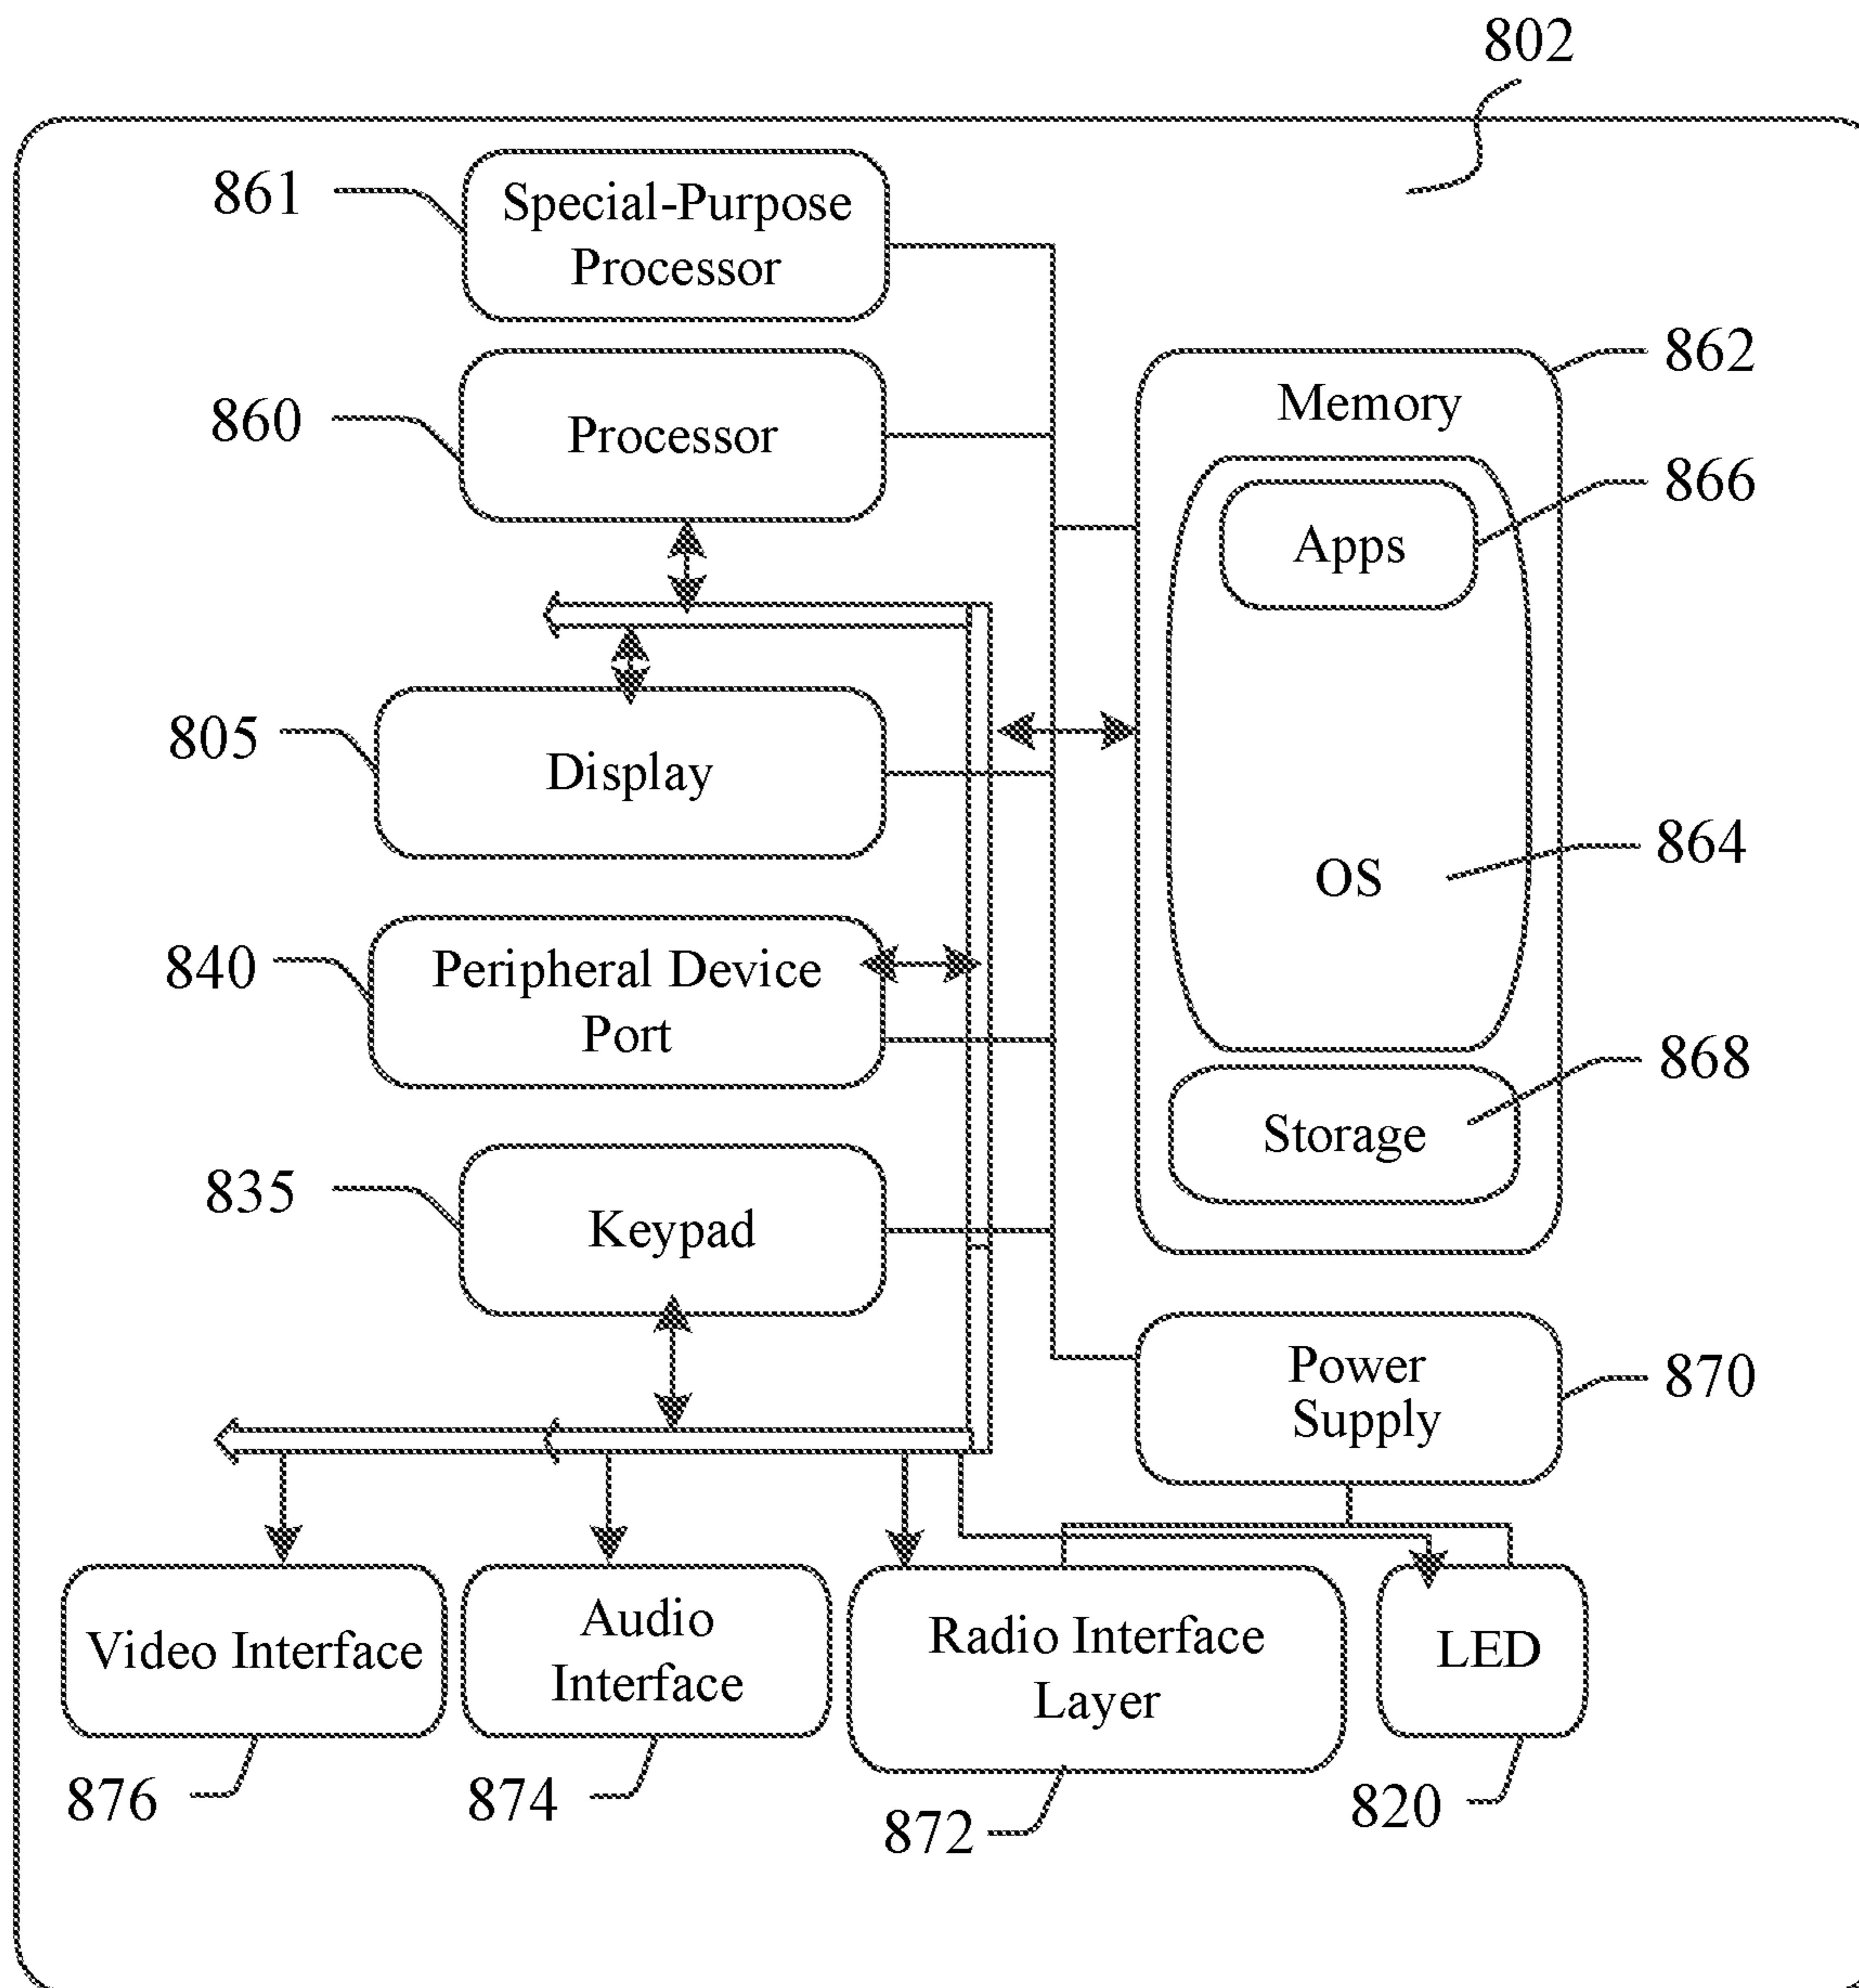 802
861
Special-Purpose
Processor
862
Memory
860
Processor
866
Apps
805
Display
864
OS
840
Peripheral Device
Port
868
Storage
835
Keypad
Power
Supply
870
Video Interface
Audio
Interface
Radio Interface
Layer
LED
876
874
872
820